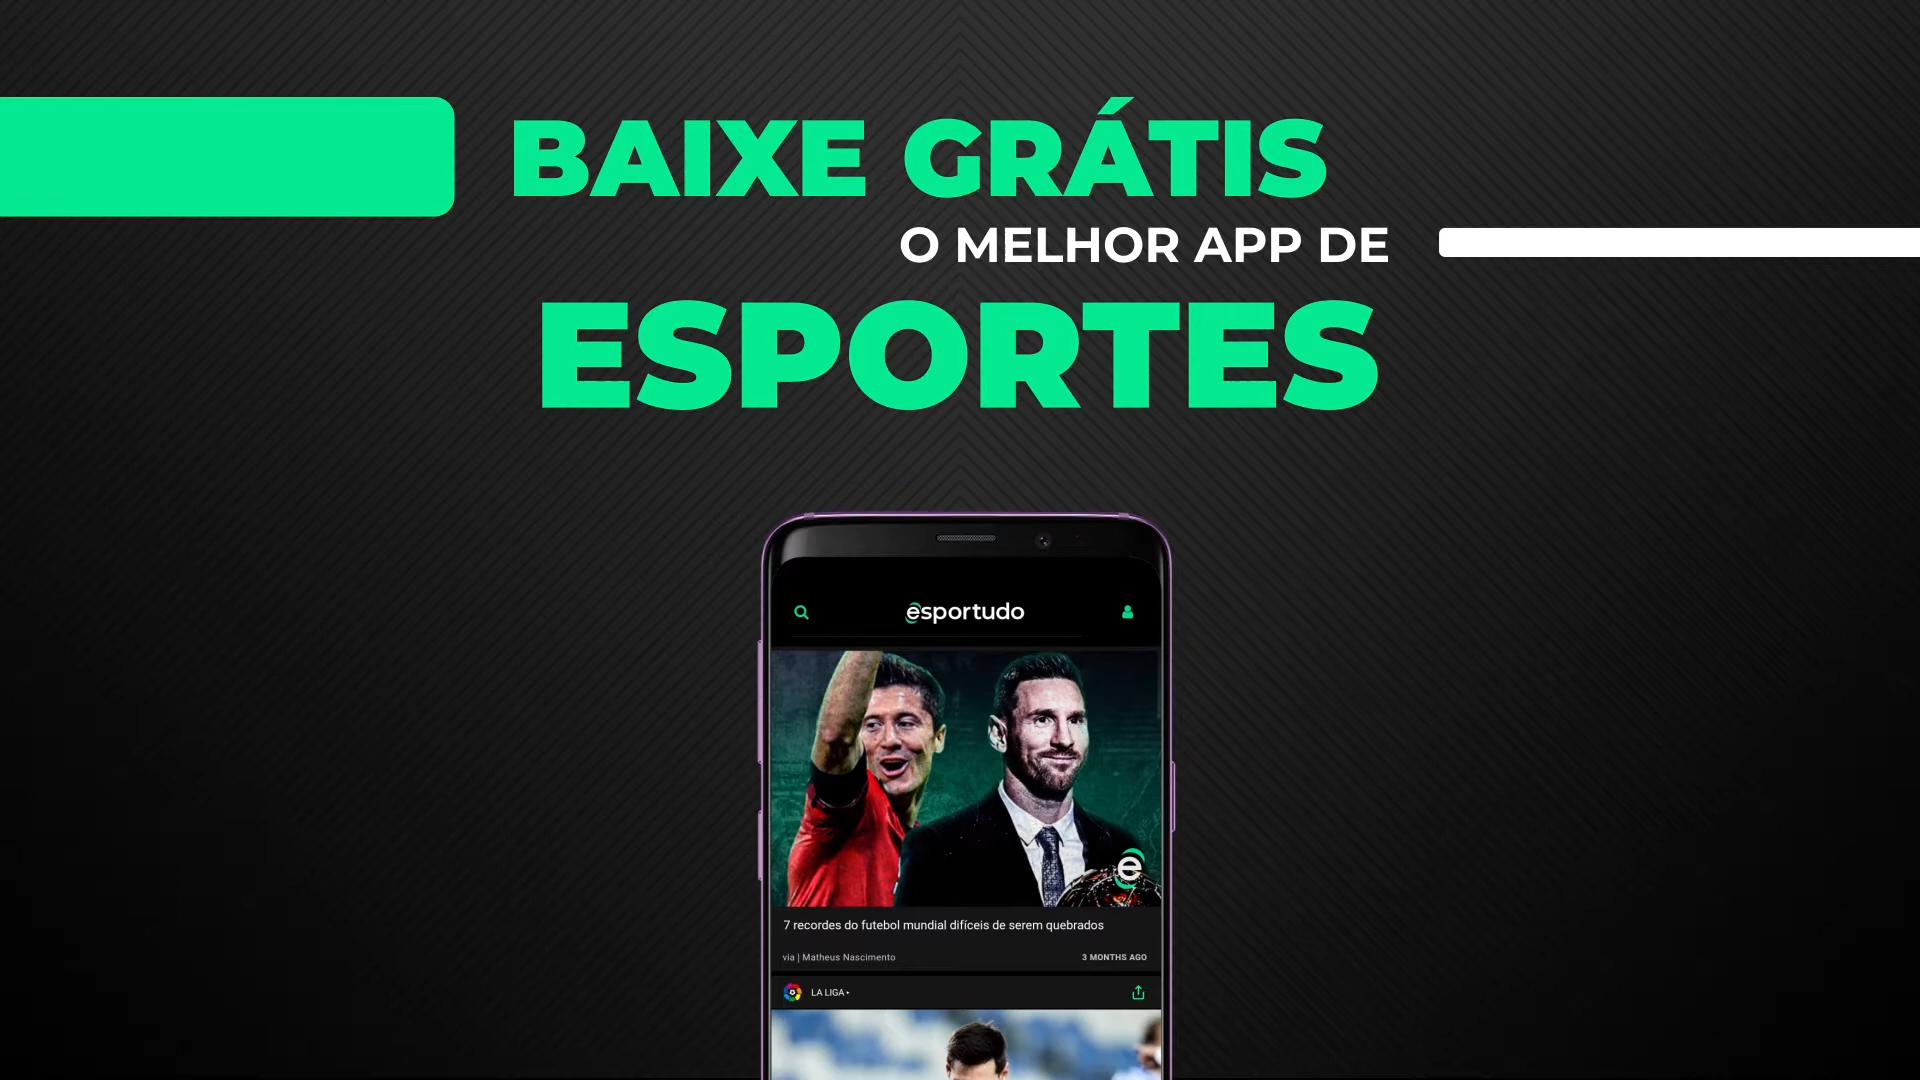 BAIXE GRÁTIS
O MELHOR APP DE
ESPORTES
esportudo
e
7 recordes do futebol mundial difíceis de serem quebrados
via | Matheus Nascimento
3 MONTHS AGO
LA LIGA •